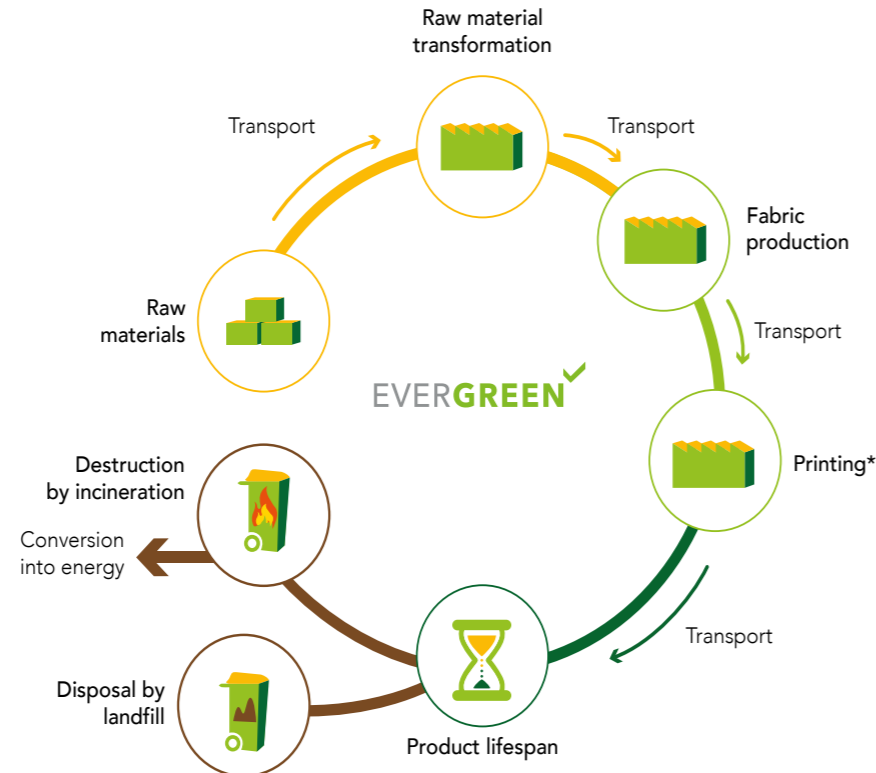 Raw material
transformation
Transport
Transport
Fabric
production
Raw
materials
Transport
EVERGREEN
Destruction
by incineration
Printing*
Conversion
into energy
Transport
Disposal by
landfill
Product lifespan